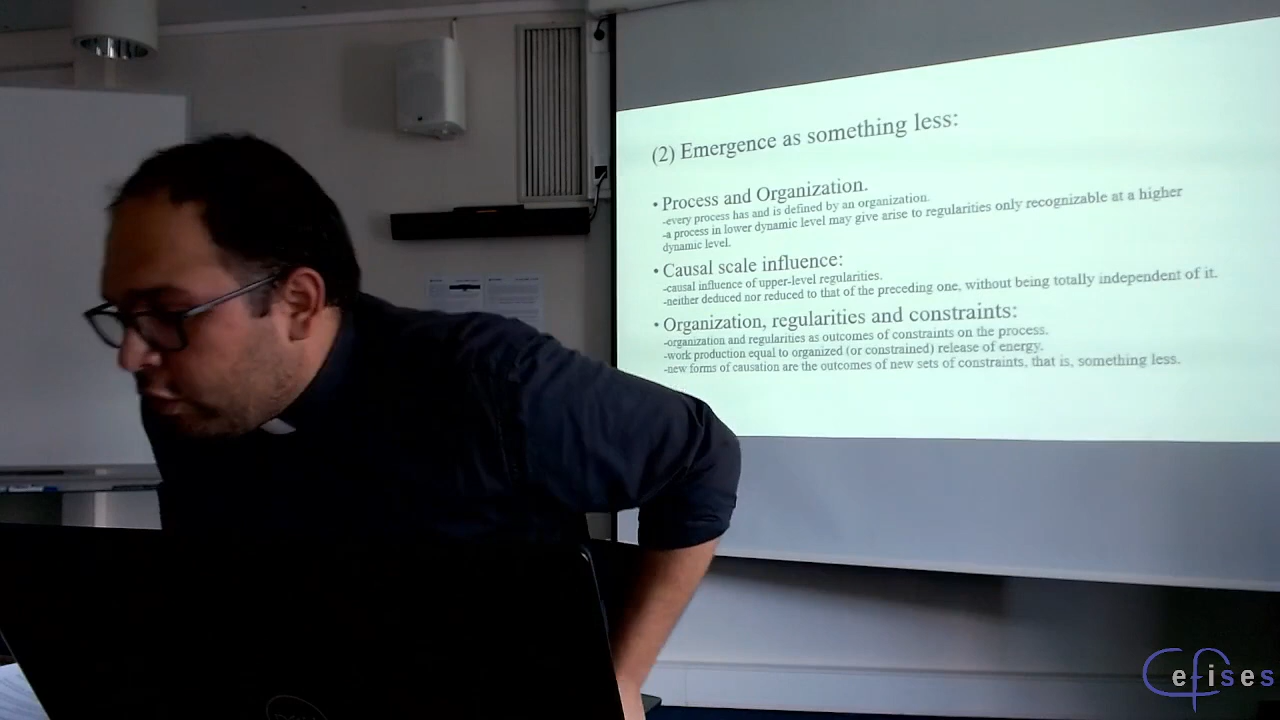 (2) Emergence as something less:
• Process and Organization.
-every process has and is defined by an organization.
-a process in lower dynamic level may give arise to regularities only recognizable at a higher
dynamic level.
• Causal scale influence:
-causal influence of upper-level regularities.
-neither deduced nor reduced to that of the preceding one, without being totally independent of it.
• Organization, regularities and constraints:
-organization and regularities as outcomes of constraints on the process.
-work production equal to organized (or constrained) release of energy.
-new forms of causation are the outcomes of new sets of constraints, that is, something less.
Cefises